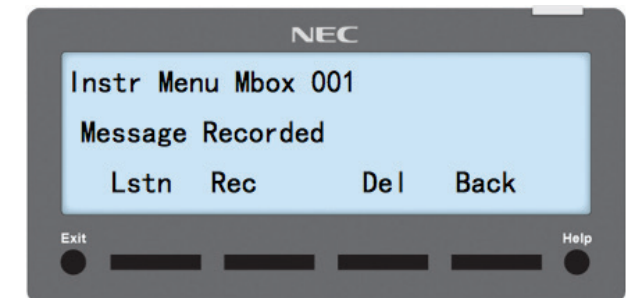 NEC
Instr Menu Mbox 001
Message Recorded
Lstn Rec Del Back
Exit Help